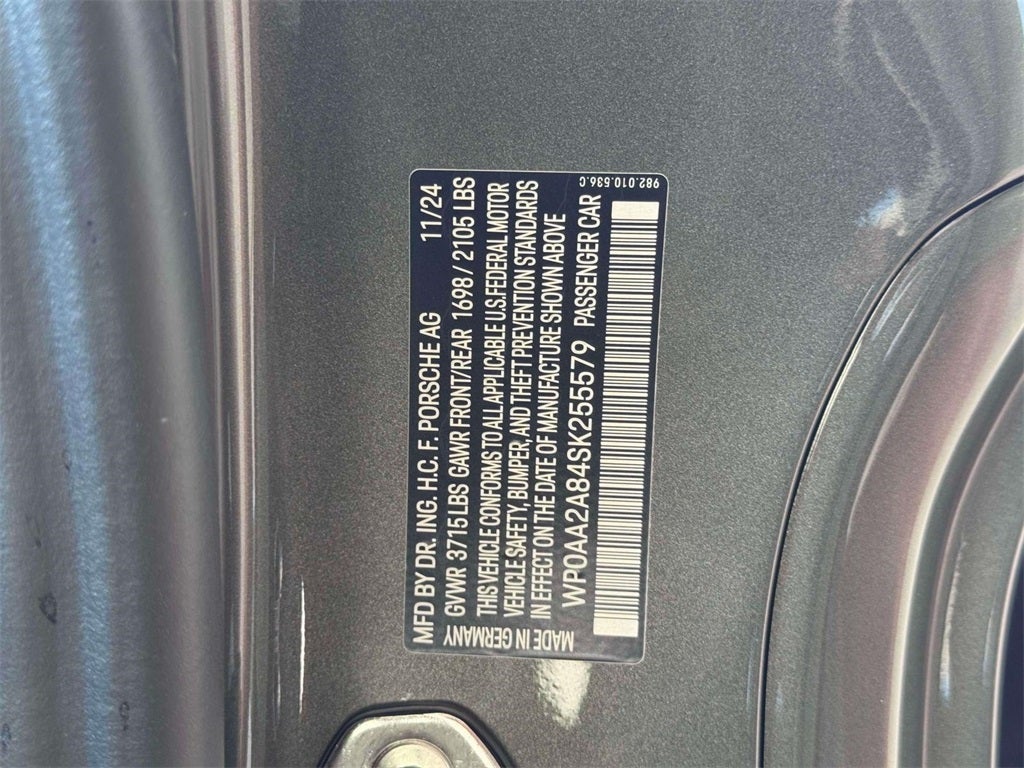 MFD BY DR. ING. H.C. F. PORSCHE AG 11/24
GVWR 3715 LBS GAWR FRONT/REAR 1698 / 2105 LBS
THIS VEHICLE CONFORMS TO ALL APPLICABLE U.S. FEDERAL MOTOR
VEHICLE SAFETY, BUMPER, AND THEFT PREVENTION STANDARDS
IN EFFECT ON THE DATE OF MANUFACTURE SHOWN ABOVE
WP0AA2A84SK255579 PASSENGER CAR
MADE IN GERMANY
982.010.536.C